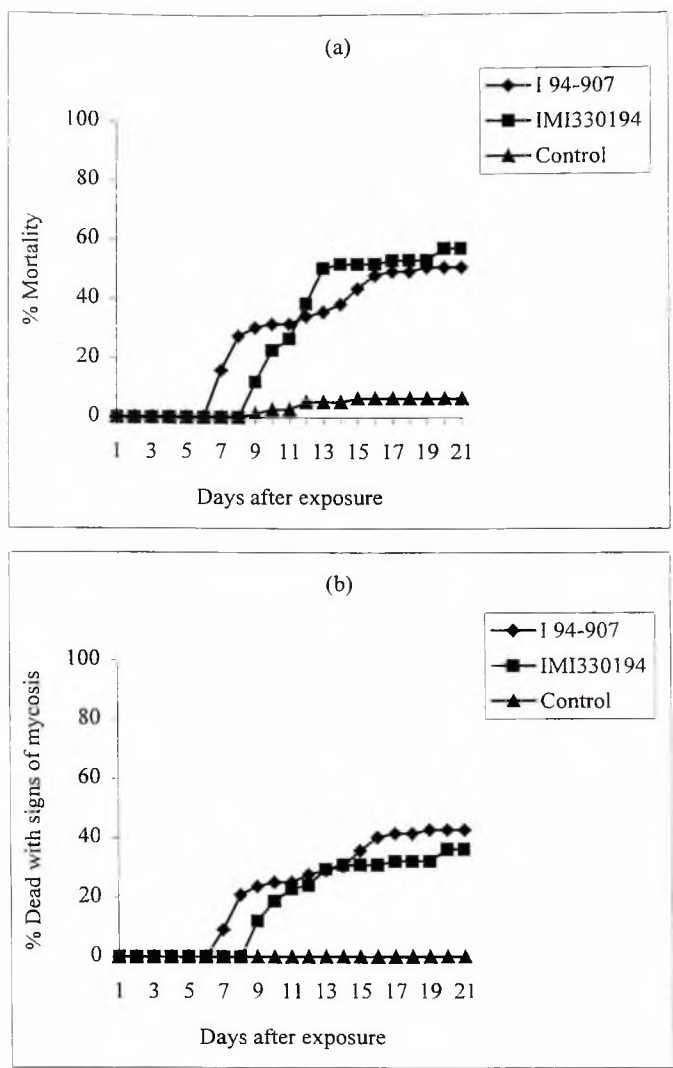 (a)
I 94-907
IMI330194
Control
100
80
60
40
20
0
% Mortality
1 3 5 7 9 11 13 15 17 19 21
Days after exposure
(b)
I 94-907
IMI330194
Control
100
80
60
40
20
0
% Dead with signs of mycosis
1 3 5 7 9 11 13 15 17 19 21
Days after exposure